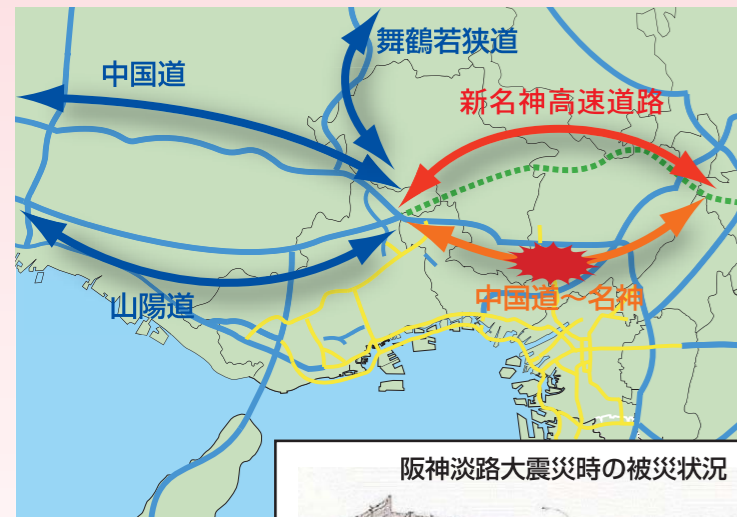 舞鶴若狭道
中国道
新名神高速道路
山陽道
中国道～名神
阪神淡路大震災時の被災状況